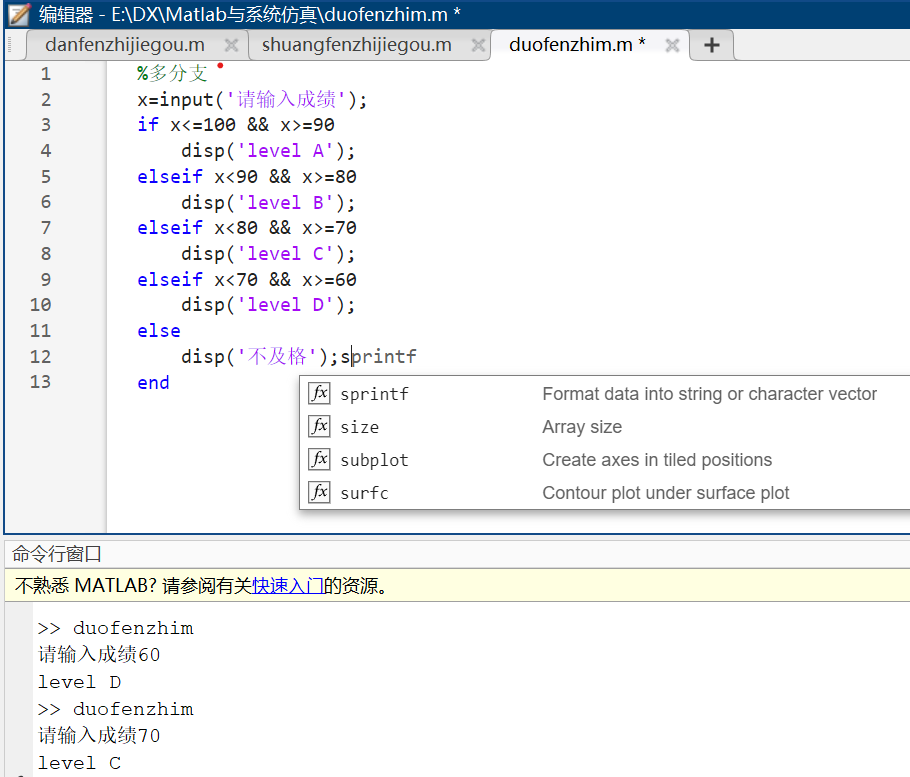 编辑器 - E:\DX\Matlab与系统仿真\duofenzhim.m *
danfenzhijiegou.m × shuangfenzhijiegou.m × duofenzhim.m * × +
1 %多分支
2 x=input('请输入成绩');
3 if x<=100 && x>=90
4 disp('level A');
5 elseif x<90 && x>=80
6 disp('level B');
7 elseif x<80 && x>=70
8 disp('level C');
9 elseif x<70 && x>=60
10 disp('level D');
11 else
12 disp('不及格');sprintf
13 end
fx sprintf Format data into string or character vector
fx size Array size
fx subplot Create axes in tiled positions
fx surfc Contour plot under surface plot
命令行窗口
不熟悉 MATLAB? 请参阅有关快速入门的资源。
>> duofenzhim
请输入成绩60
level D
>> duofenzhim
请输入成绩70
level C